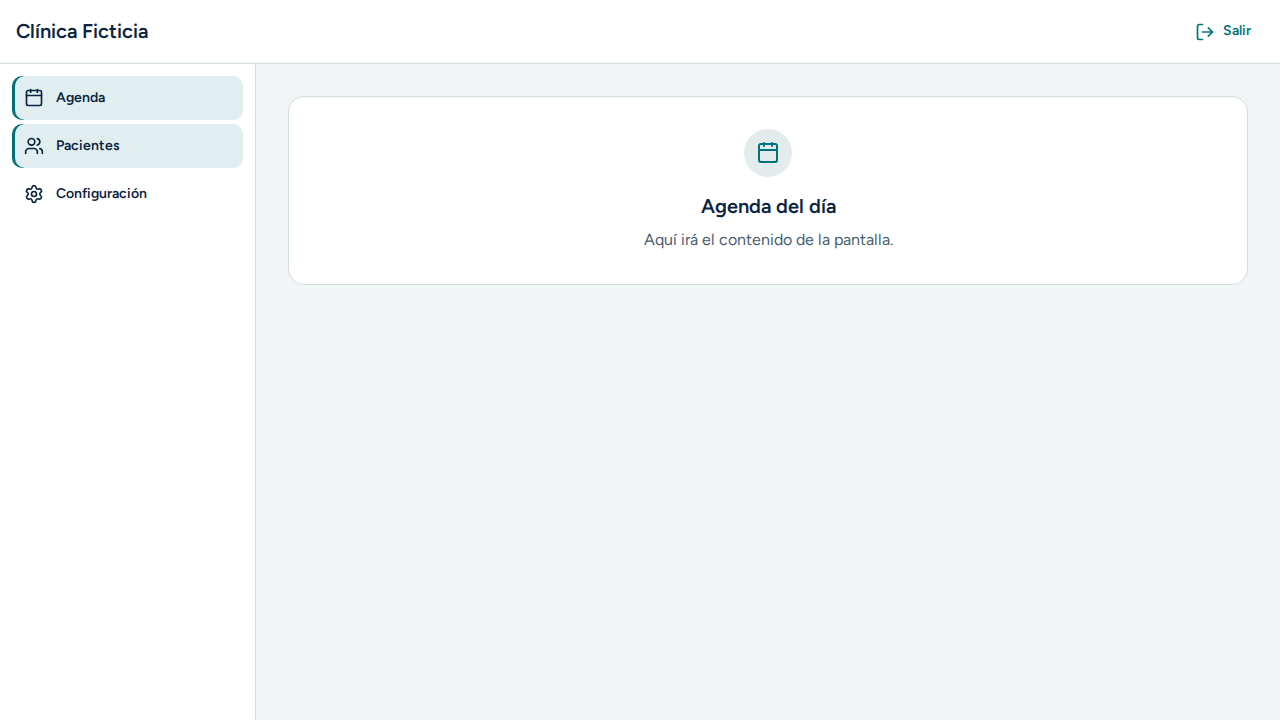 Clínica Ficticia
Salir
Agenda
Pacientes
Configuración
Agenda del día
Aquí irá el contenido de la pantalla.